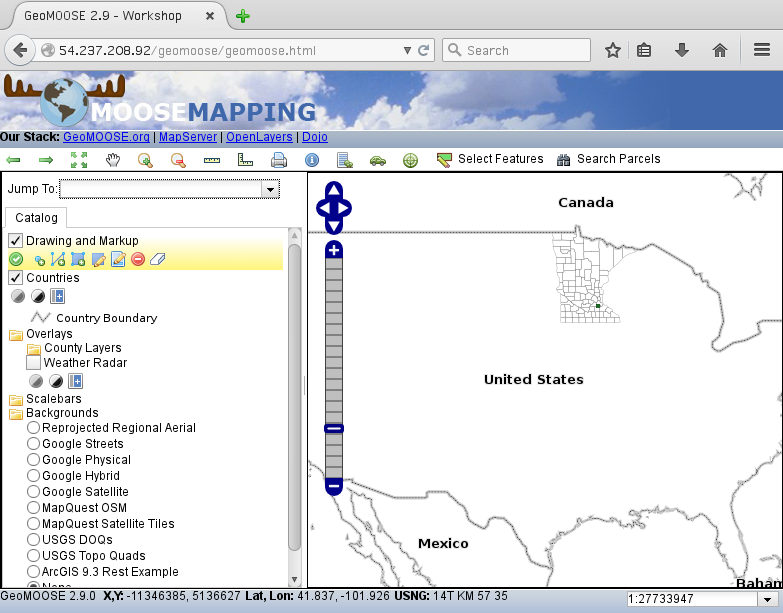 GeoMOOSE 2.9 - Workshop
54.237.208.92/geomoose/geomoose.html
Search
MOOSEMAPPING
Our Stack: GeoMOOSE.org | MapServer | OpenLayers | Dojo
Select Features
Search Parcels
Jump To:
Catalog
Drawing and Markup
Countries
Country Boundary
Overlays
County Layers
Weather Radar
Scalebars
Backgrounds
Reprojected Regional Aerial
Google Streets
Google Physical
Google Hybrid
Google Satellite
MapQuest OSM
MapQuest Satellite Tiles
USGS DOQs
USGS Topo Quads
ArcGIS 9.3 Rest Example
None
Canada
United States
Mexico
Baham
GeoMOOSE 2.9.0 X,Y: -11346385, 5136627 Lat, Lon: 41.837, -101.926 USNG: 14T KM 57 35
1:27733947